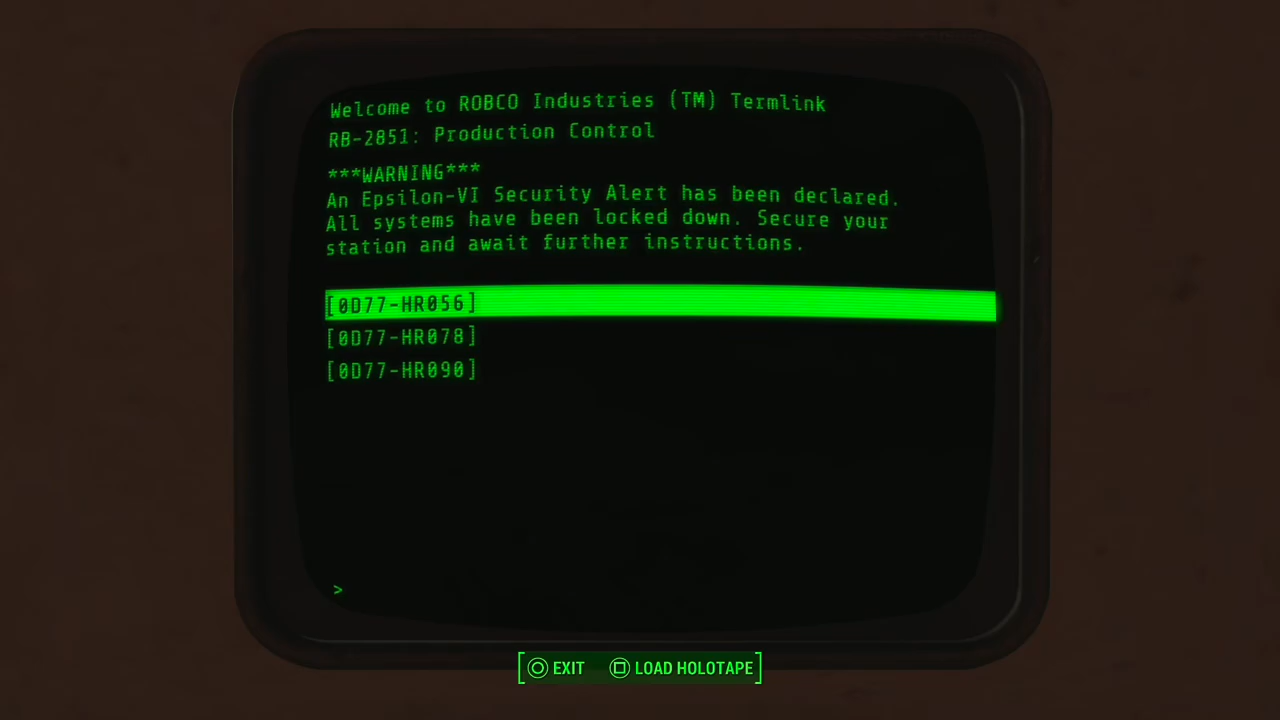 Welcome to ROBCO Industries (TM) Termlink
RB-2851: Production Control
***WARNING***
An Epsilon-VI Security Alert has been declared.
All systems have been locked down. Secure your
station and await further instructions.
[0D77-HR056]
[0D77-HR078]
[0D77-HR090]
>
EXIT LOAD HOLOTAPE